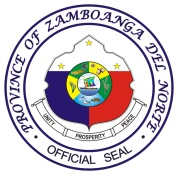 PROVINCE OF ZAMBOANGA DEL NORTE
UNITY
PROSPERITY
PEACE
OFFICIAL SEAL